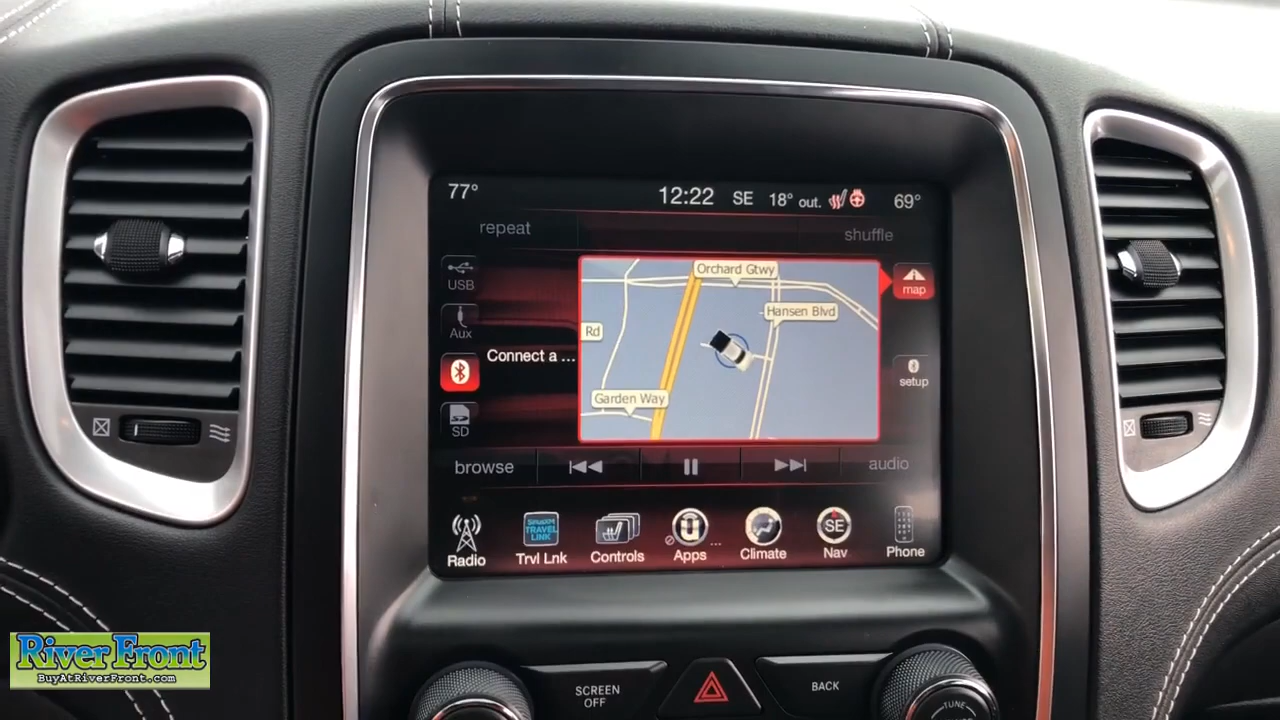 77° 12:22 SE 18° out. 69°
repeat shuffle
USB
Aux
Connect a ...
SD
Orchard Gtwy
Hansen Blvd
Rd
Garden Way
map
setup
browse audio
Radio
SiriusXM TRAVEL LINK
Trvl Lnk
Controls
Apps ...
Climate
SE
Nav
Phone
SCREEN OFF
BACK
TUNE
River Front
BuyAtRiverFront.com